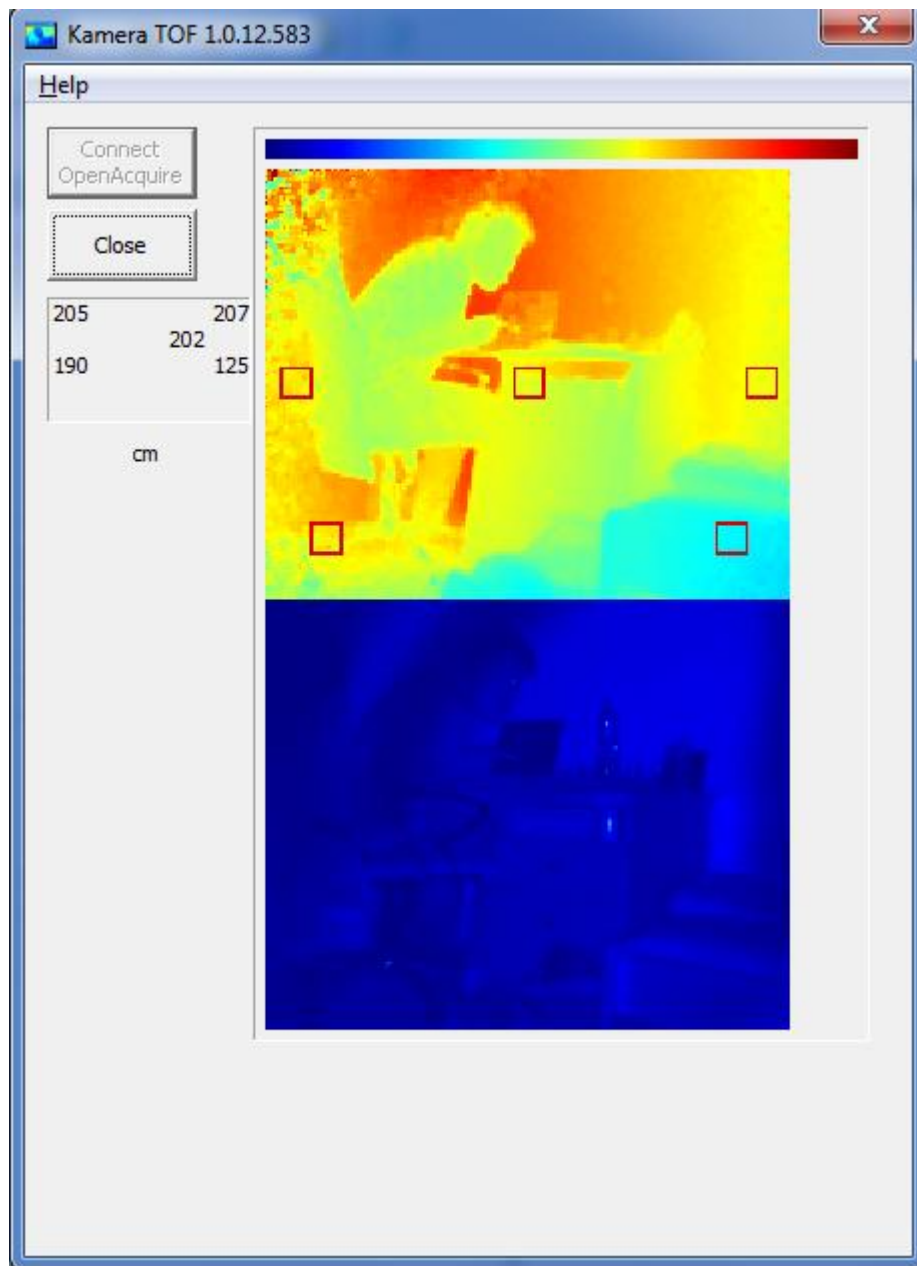 Kamera TOF 1.0.12.583
Help
Connect
OpenAcquire
Close
205 207
202
190 125
cm